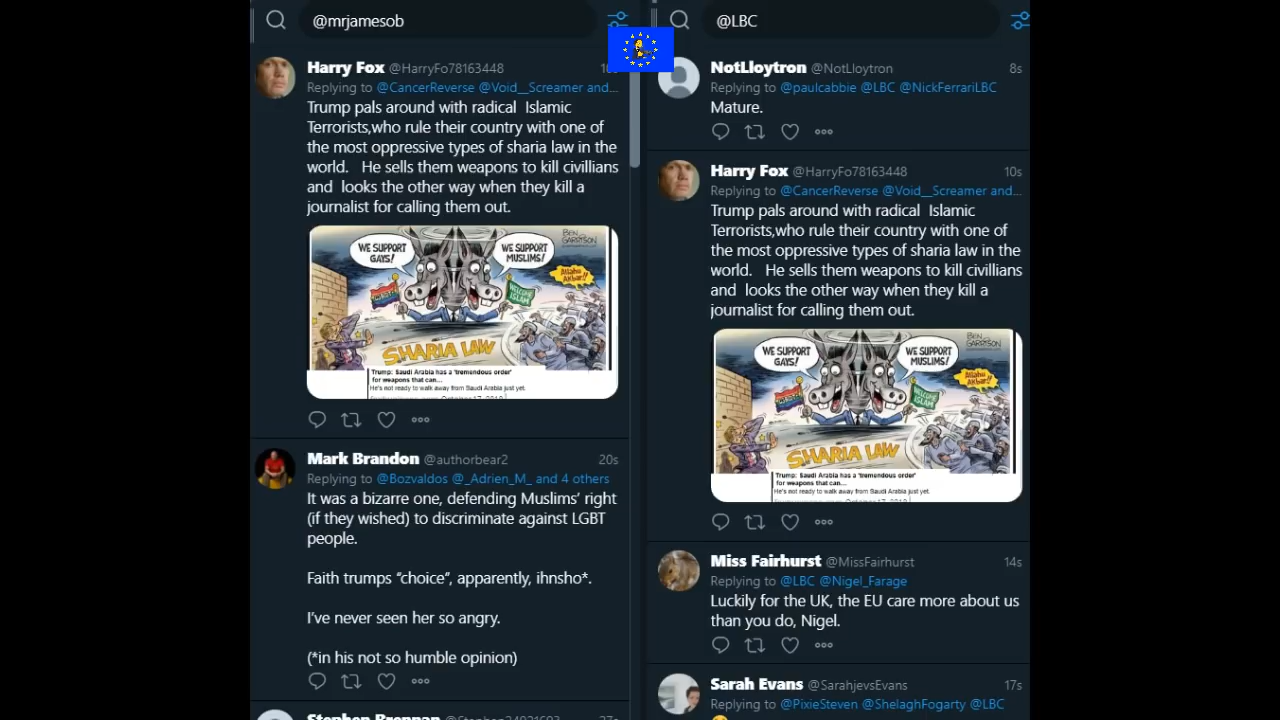 @mrjamesob
Harry Fox @HarryFo78163448
Replying to @CancerReverse @Void__Screamer and...
Trump pals around with radical Islamic
Terrorists,who rule their country with one of
the most oppressive types of sharia law in the
world. He sells them weapons to kill civillians
and looks the other way when they kill a
journalist for calling them out.
BEN GARRISON
WE SUPPORT
GAYS!
WE SUPPORT
MUSLIMS!
Allahu
Akbar!!
WELCOME
ISLAM
SHARIA LAW
Trump: Saudi Arabia has a 'tremendous order'
for weapons that can...
He's not ready to walk away from Saudi Arabia just yet.
Mark Brandon @authorbear2 20s
Replying to @Bozvaldos @_Adrien_M_ and 4 others
It was a bizarre one, defending Muslims’ right
(if they wished) to discriminate against LGBT
people.
Faith trumps “choice”, apparently, ihnsho*.
I’ve never seen her so angry.
(*in his not so humble opinion)
@LBC
NotLloytron @NotLloytron 8s
Replying to @paulcabbie @LBC @NickFerrariLBC
Mature.
Harry Fox @HarryFo78163448 10s
Replying to @CancerReverse @Void__Screamer and...
Trump pals around with radical Islamic
Terrorists,who rule their country with one of
the most oppressive types of sharia law in the
world. He sells them weapons to kill civillians
and looks the other way when they kill a
journalist for calling them out.
BEN GARRISON
WE SUPPORT
GAYS!
WE SUPPORT
MUSLIMS!
Allahu
Akbar!!
WELCOME
ISLAM
SHARIA LAW
Trump: Saudi Arabia has a 'tremendous order'
for weapons that can...
He's not ready to walk away from Saudi Arabia just yet.
Miss Fairhurst @MissFairhurst 14s
Replying to @LBC @Nigel_Farage
Luckily for the UK, the EU care more about us
than you do, Nigel.
Sarah Evans @SarahjevsEvans 17s
Replying to @PixieSteven @ShelaghFogarty @LBC